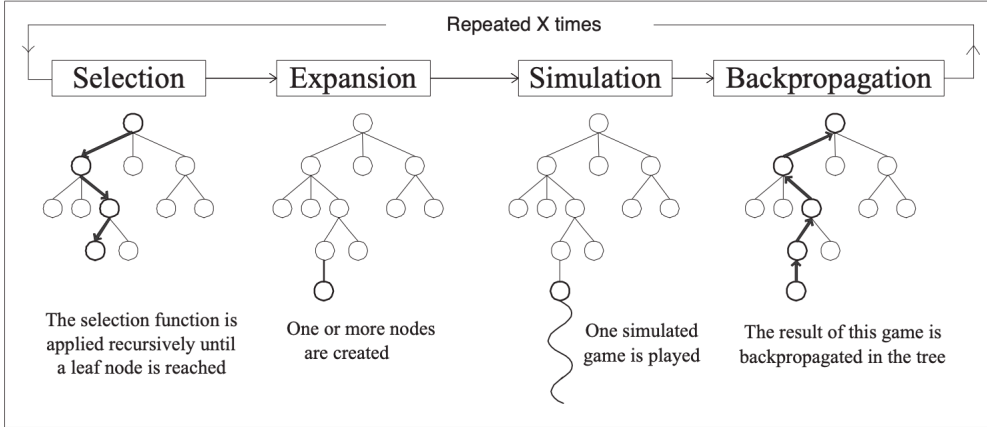 Repeated X times
Selection
Expansion
Simulation
Backpropagation
The selection function is
applied recursively until
a leaf node is reached
One or more nodes
are created
One simulated
game is played
The result of this game is
backpropagated in the tree